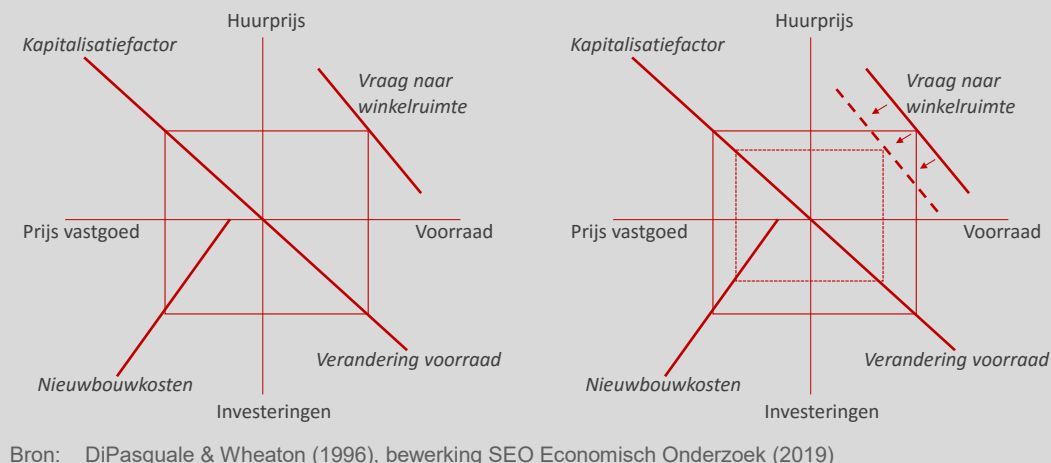 Huurprijs
Kapitalisatiefactor
Vraag naar
winkelruimte
Prijs vastgoed
Voorraad
Verandering voorraad
Nieuwbouwkosten
Investeringen
Huurprijs
Kapitalisatiefactor
Vraag naar
winkelruimte
Prijs vastgoed
Voorraad
Verandering voorraad
Nieuwbouwkosten
Investeringen
Bron: DiPasquale & Wheaton (1996), bewerking SEO Economisch Onderzoek (2019)